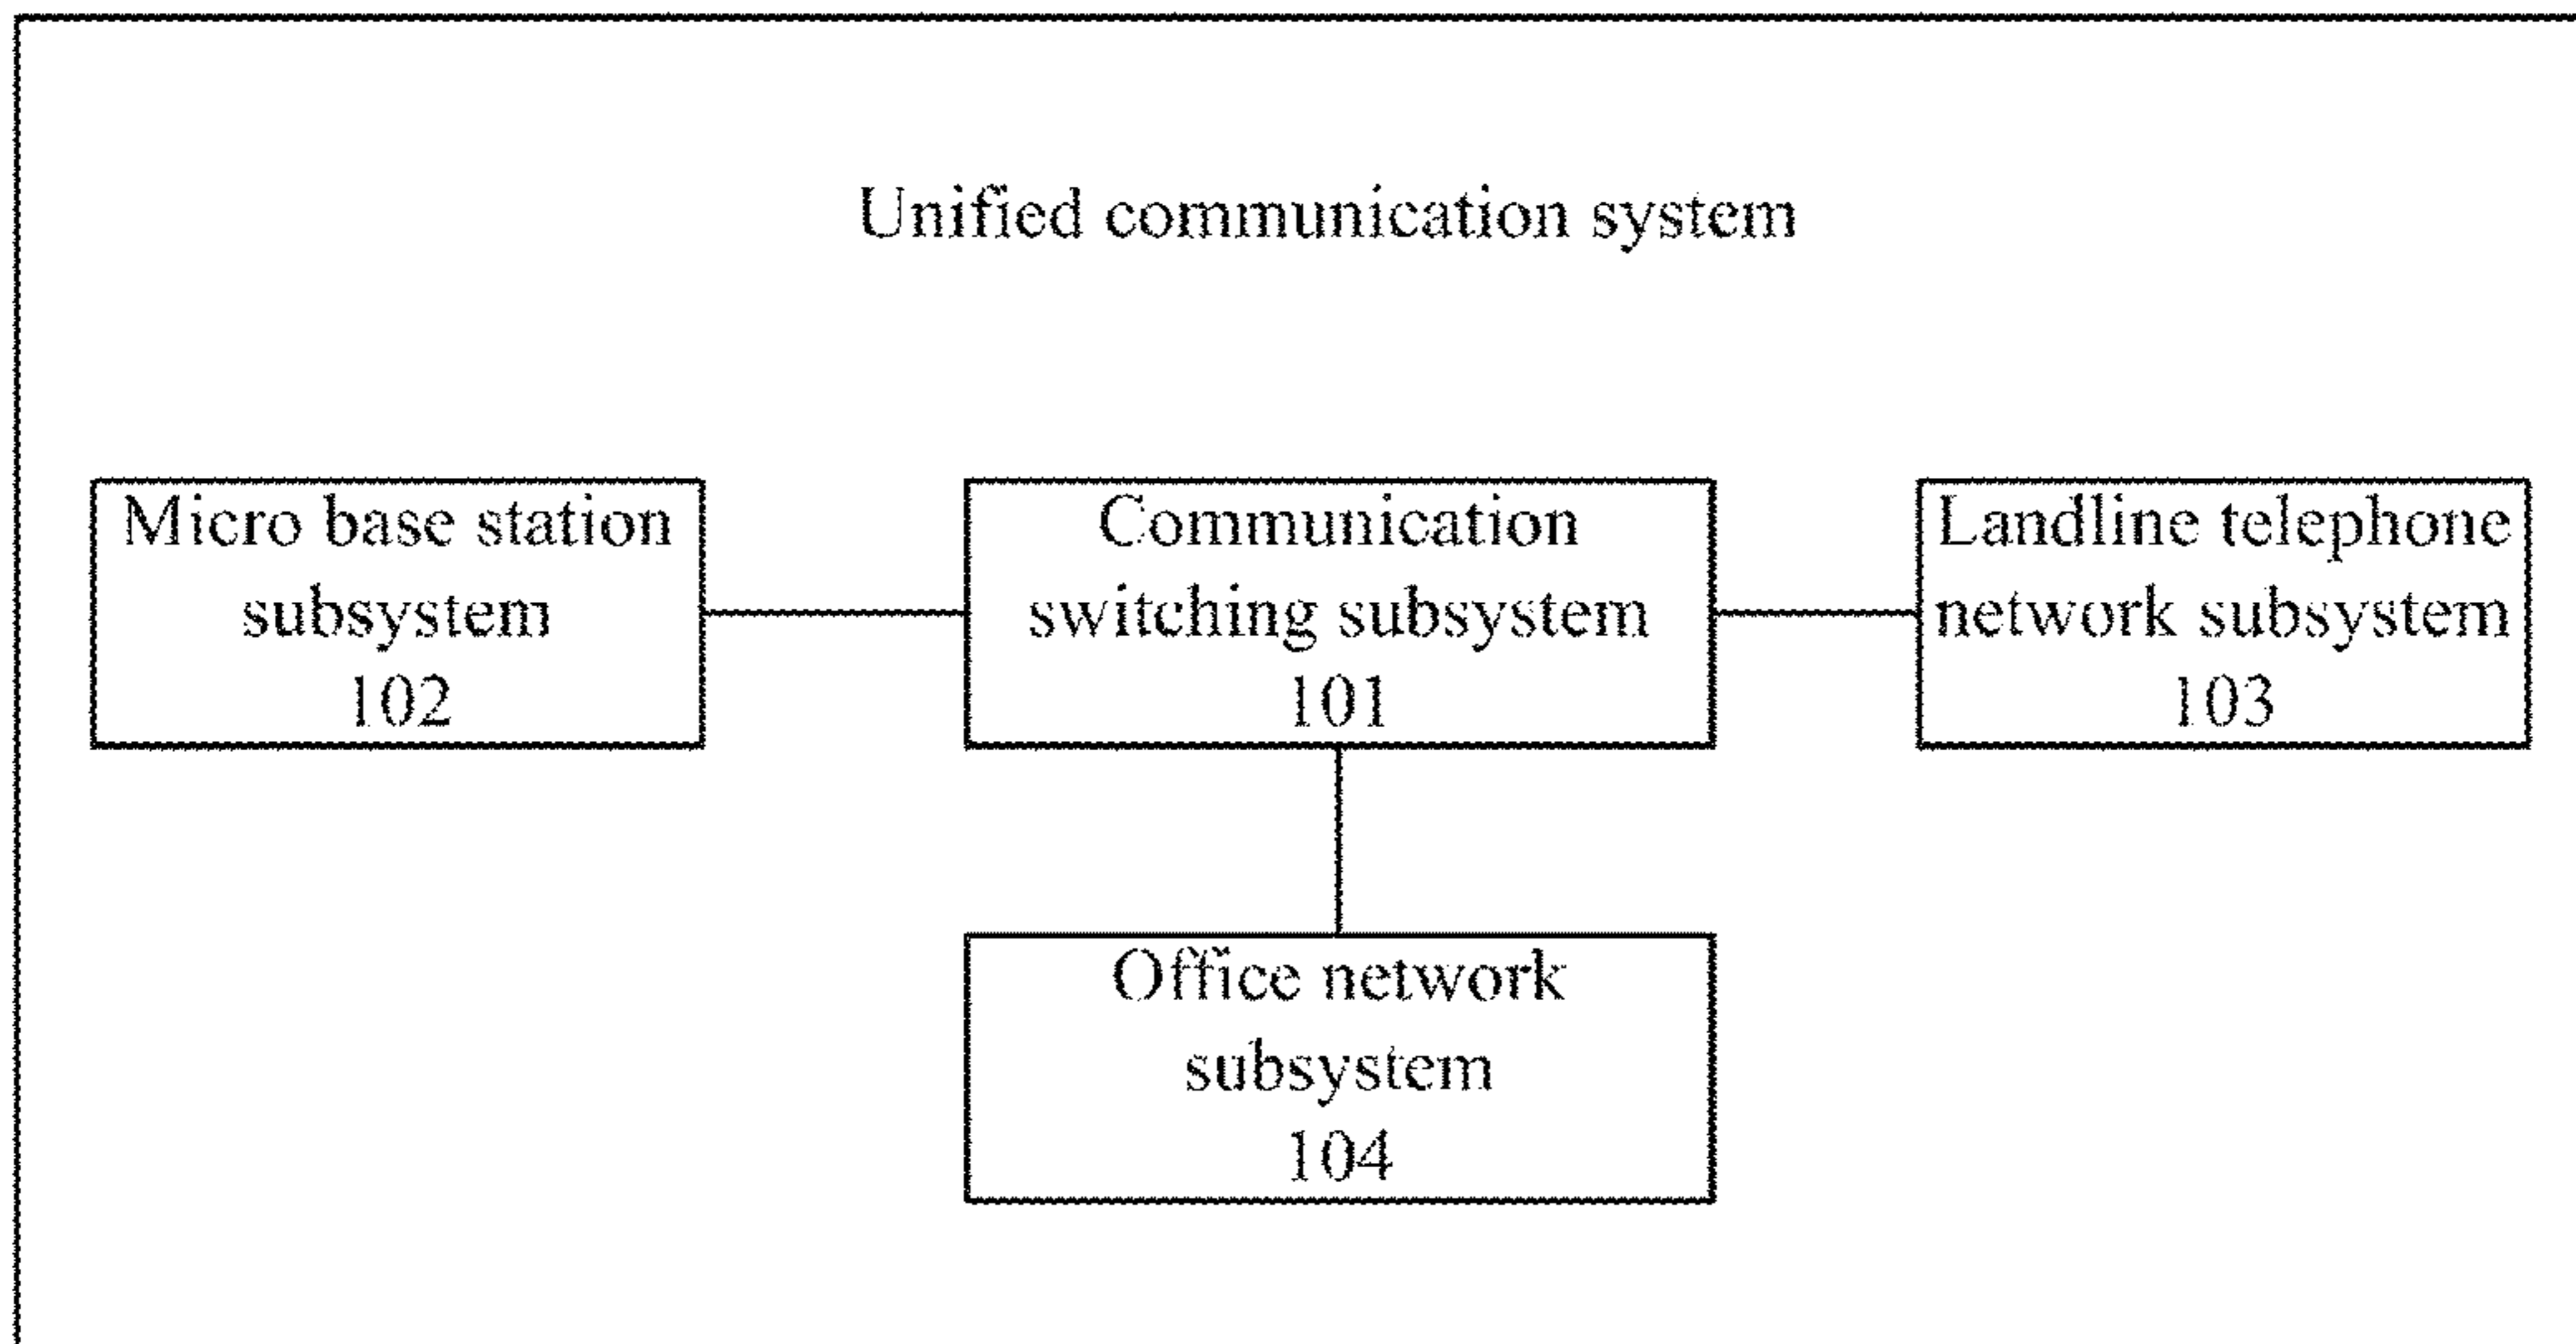 Unified communication system
Micro base station
subsystem
102
Communication
switching subsystem
101
Landline telephone
network subsystem
103
Office network
subsystem
104